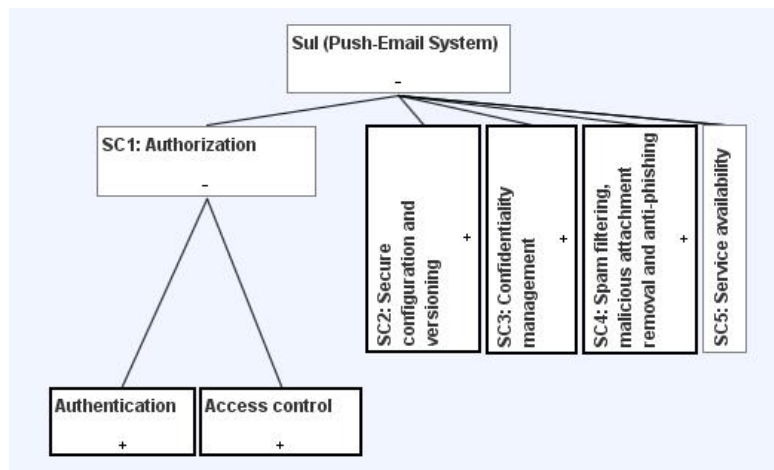 SuI (Push-Email System)
-
SC1: Authorization
-
SC2: Secure
configuration and
versioning
+
SC3: Confidentiality
management
+
SC4: Spam filtering,
malicious attachment
removal and anti-phishing
+
SC5: Service availability
Authentication
+
Access control
+